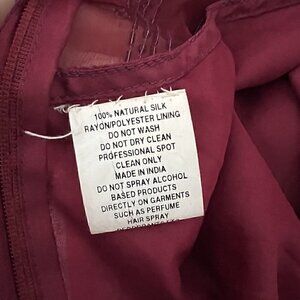 100% NATURAL SILK
RAYON/POLYESTER LINING
DO NOT WASH
DO NOT DRY CLEAN
PROFESSIONAL SPOT
CLEAN ONLY
MADE IN INDIA
DO NOT SPRAY ALCOHOL
BASED PRODUCTS
DIRECTLY ON GARMENTS
SUCH AS PERFUME
HAIR SPRAY